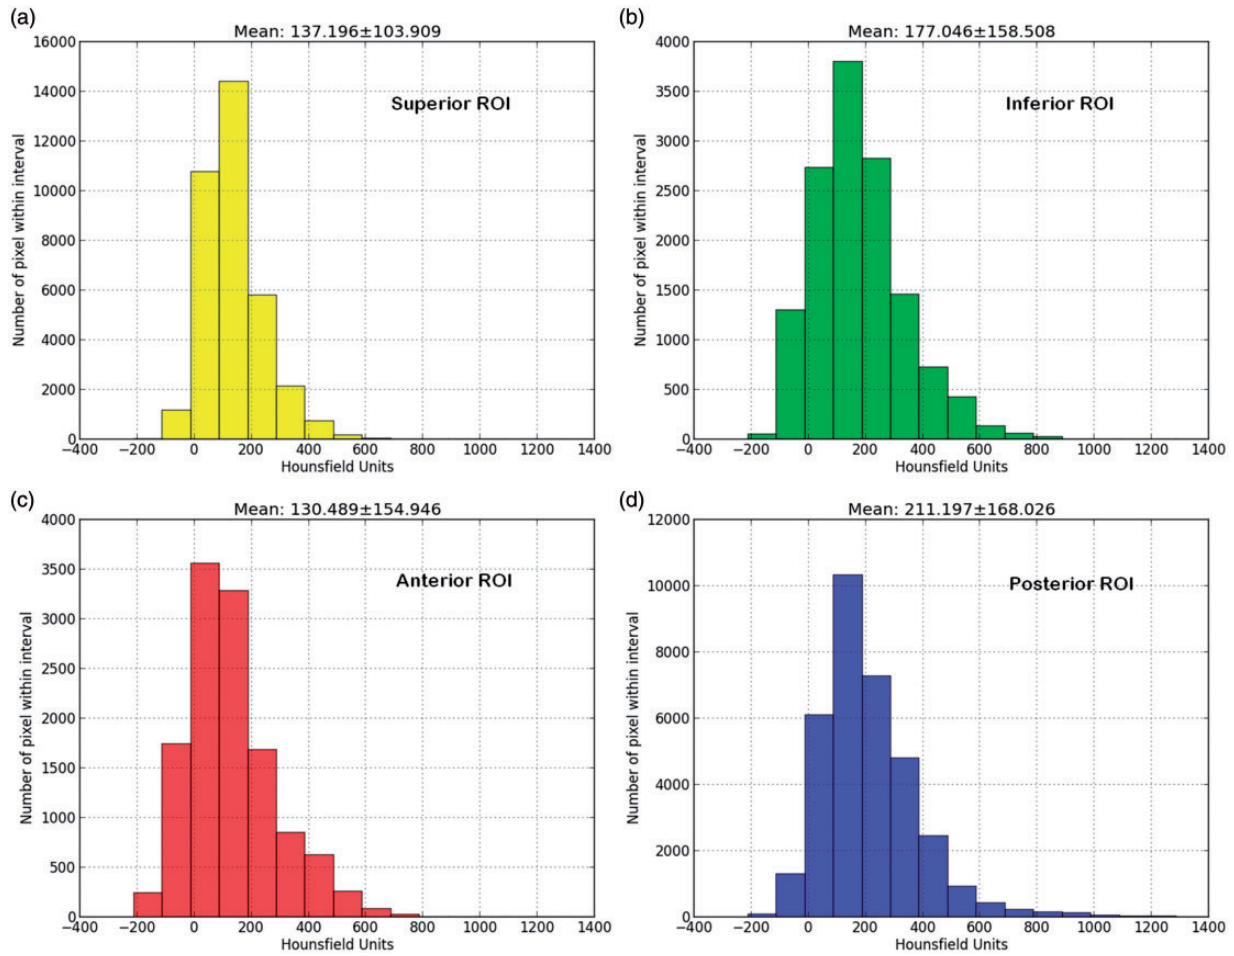 (a)
Mean: 137.196±103.909
16000
14000
12000
10000
8000
6000
4000
2000
0
Number of pixel within interval
Superior ROI
−400 −200 0 200 400 600 800 1000 1200 1400
Hounsfield Units
(b)
Mean: 177.046±158.508
4000
3500
3000
2500
2000
1500
1000
500
0
Number of pixel within interval
Inferior ROI
−400 −200 0 200 400 600 800 1000 1200 1400
Hounsfield Units
(c)
Mean: 130.489±154.946
4000
3500
3000
2500
2000
1500
1000
500
0
Number of pixel within interval
Anterior ROI
−400 −200 0 200 400 600 800 1000 1200 1400
Hounsfield Units
(d)
Mean: 211.197±168.026
12000
10000
8000
6000
4000
2000
0
Number of pixel within interval
Posterior ROI
−400 −200 0 200 400 600 800 1000 1200 1400
Hounsfield Units